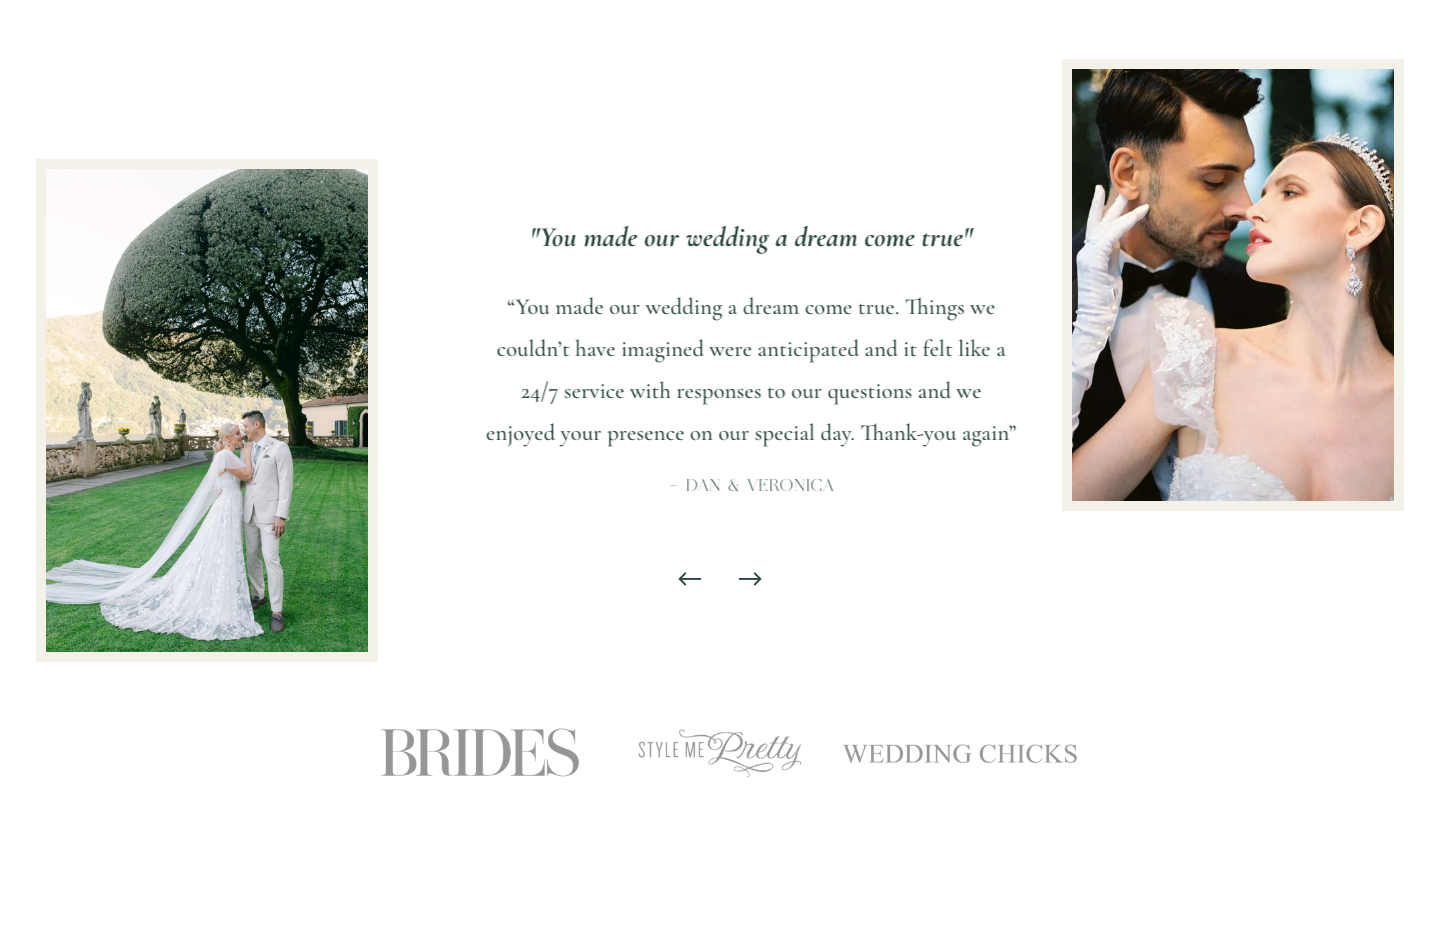 "You made our wedding a dream come true"
“You made our wedding a dream come true. Things we
couldn’t have imagined were anticipated and it felt like a
24/7 service with responses to our questions and we
enjoyed your presence on our special day. Thank-you again”
– DAN & VERONICA
BRIDES
STYLE ME Pretty
WEDDING CHICKS